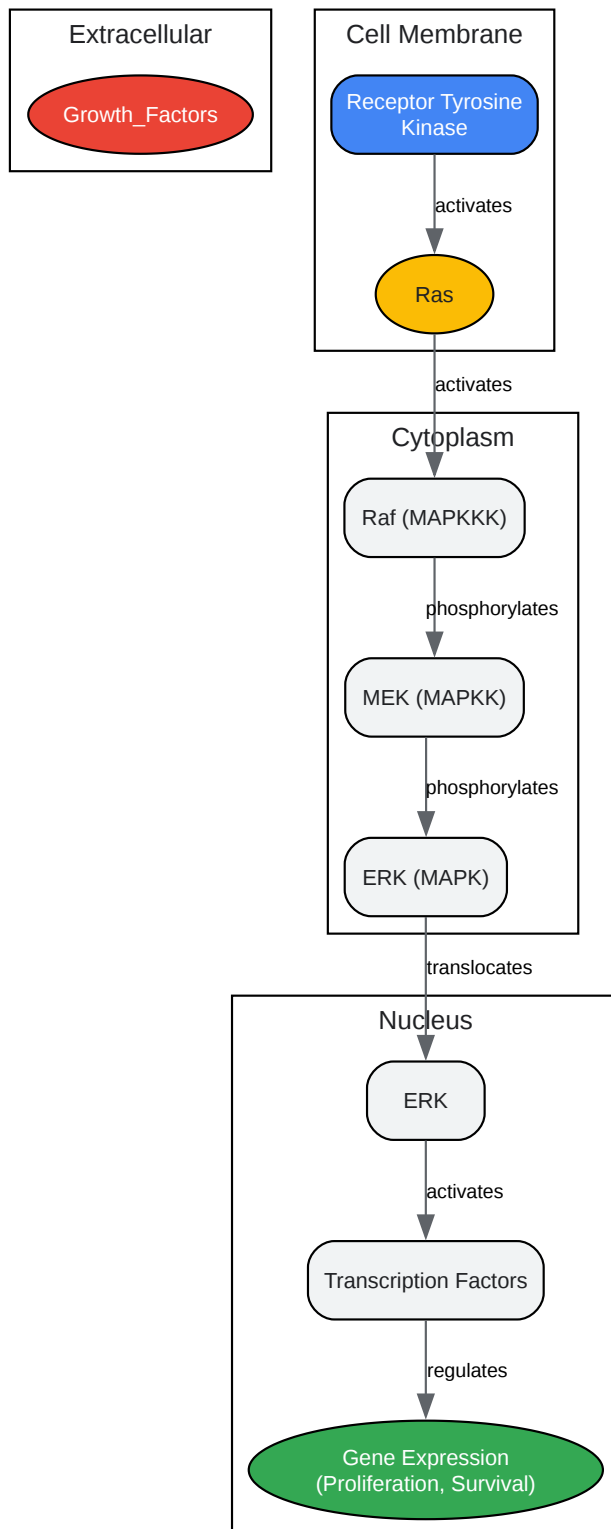 Extracellular
Growth_Factors
Cell Membrane
Receptor Tyrosine
Kinase
activates
Ras
activates
Cytoplasm
Raf (MAPKKK)
phosphorylates
MEK (MAPKK)
phosphorylates
ERK (MAPK)
translocates
Nucleus
ERK
activates
Transcription Factors
regulates
Gene Expression
(Proliferation, Survival)